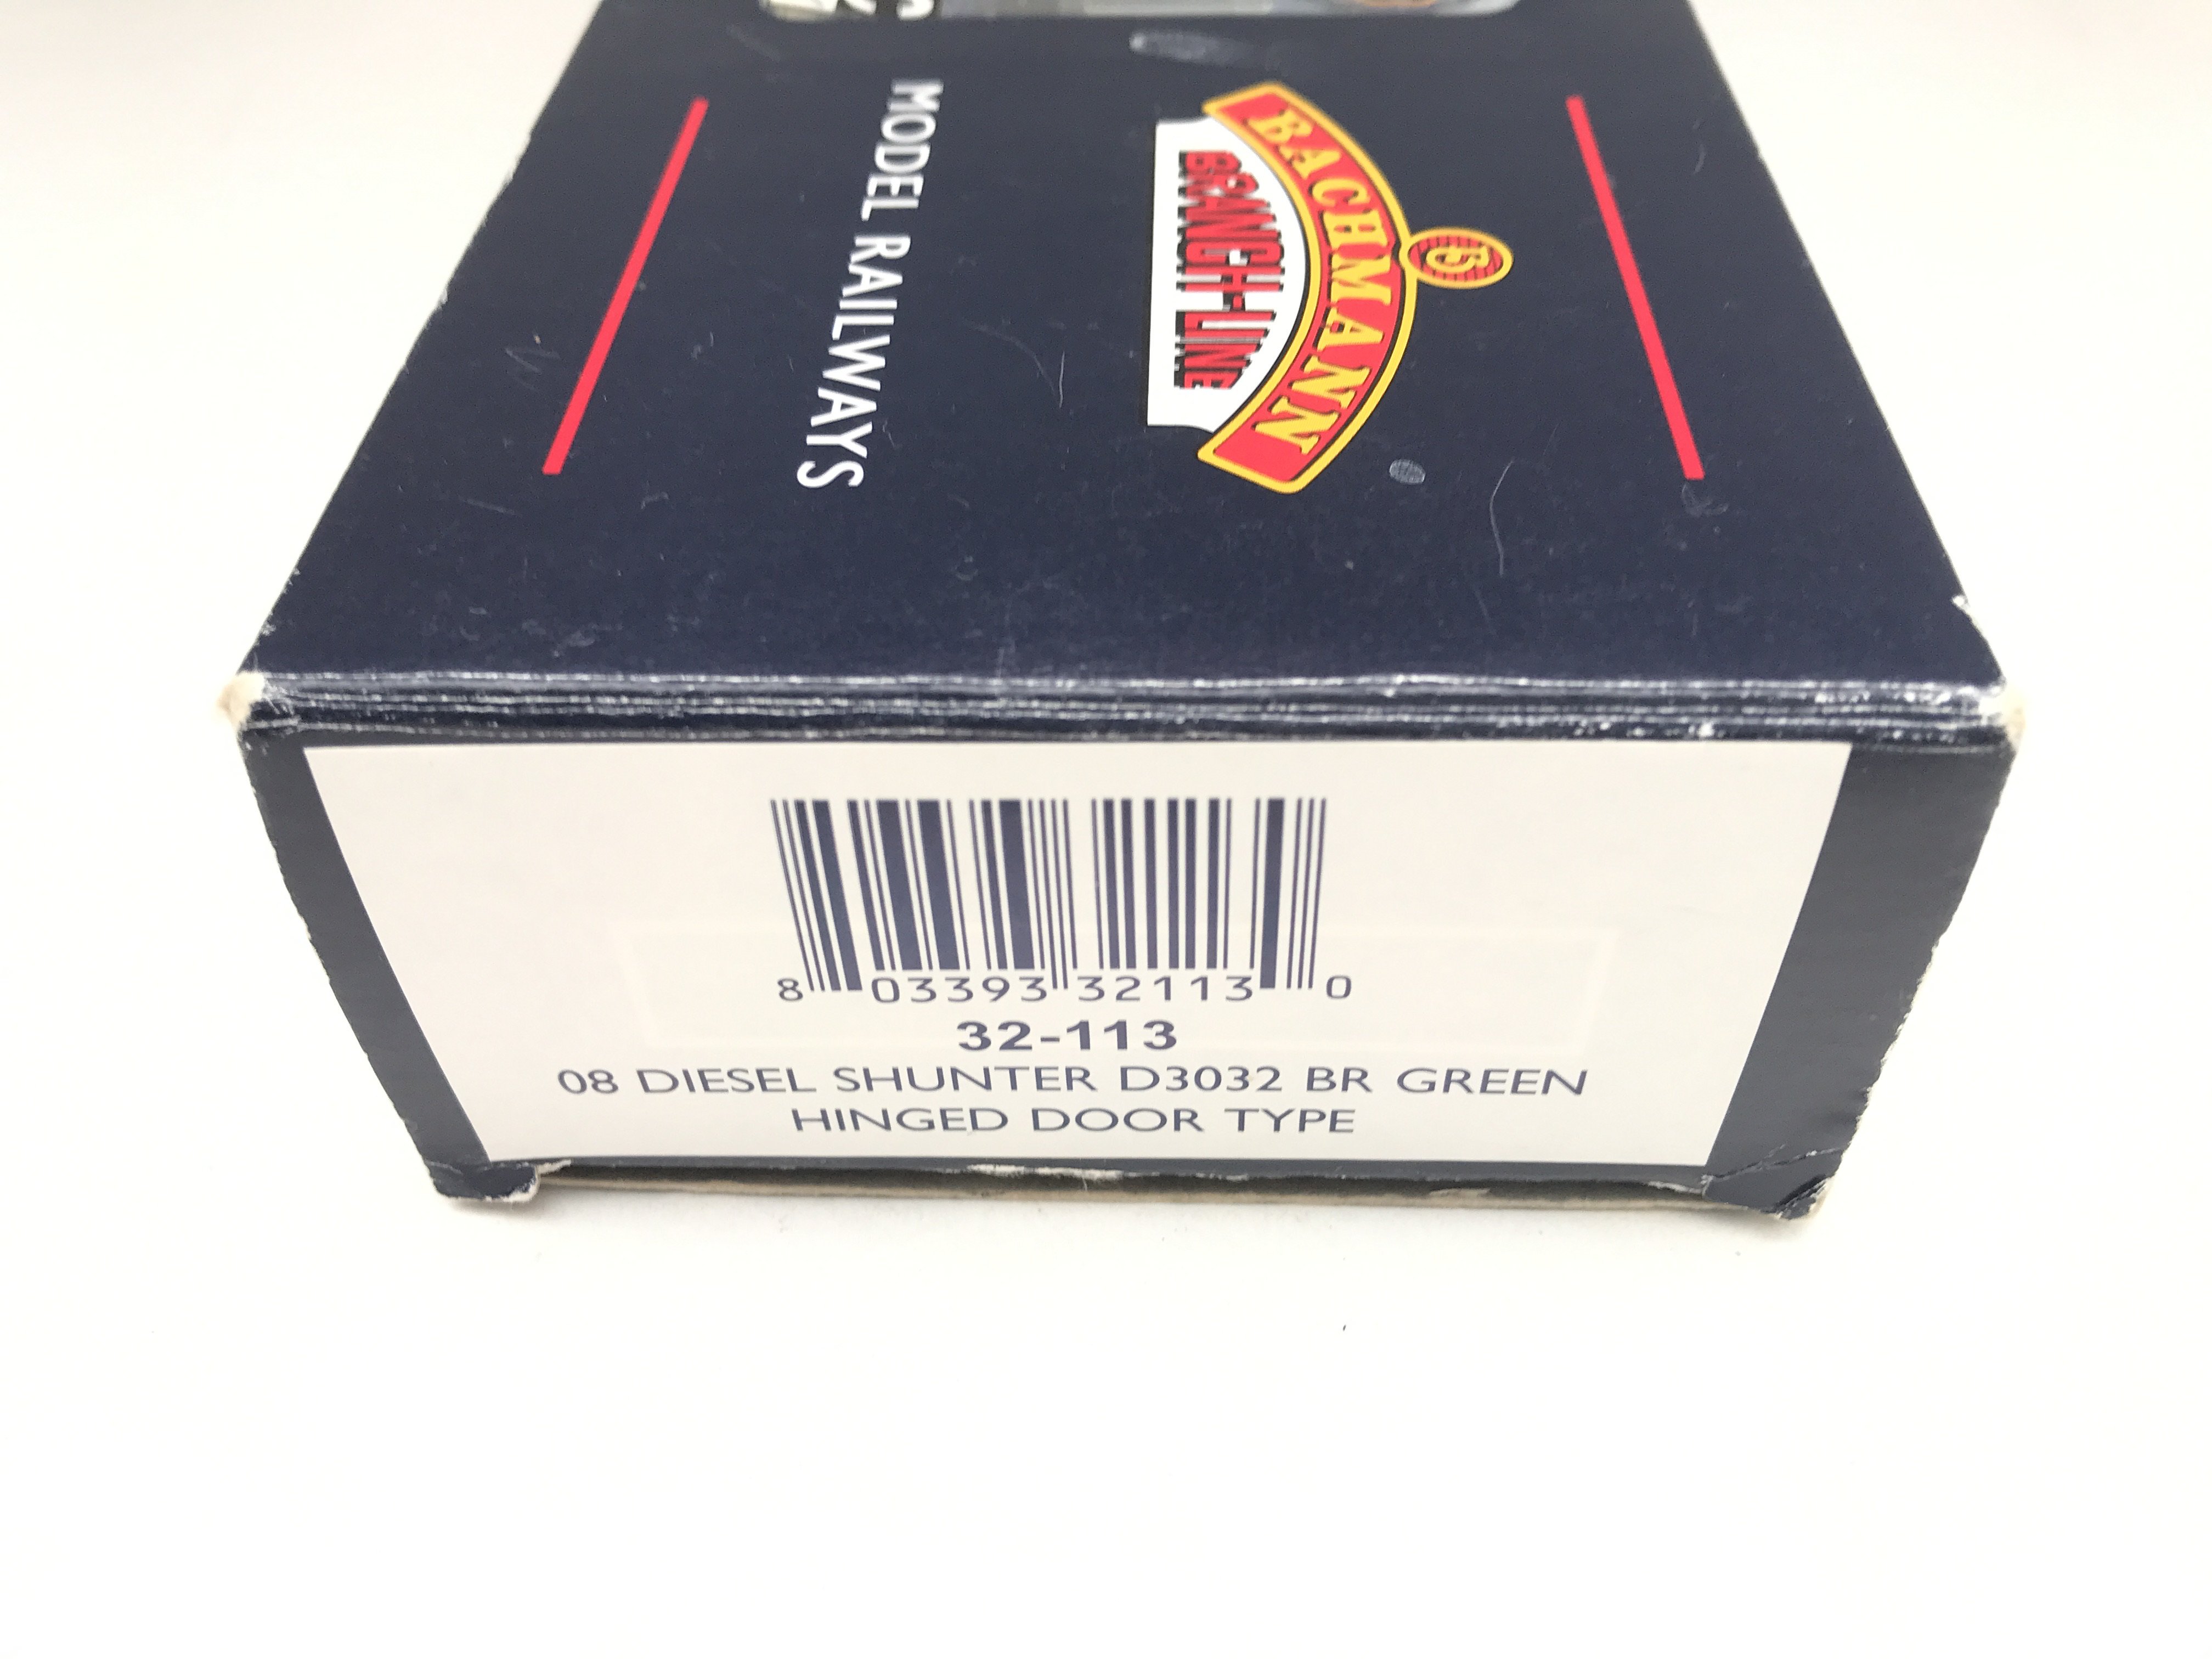 BACHMANN
BRANCH-LINE
MODEL RAILWAYS
8 03393 32113 0
32-113
08 DIESEL SHUNTER D3032 BR GREEN
HINGED DOOR TYPE